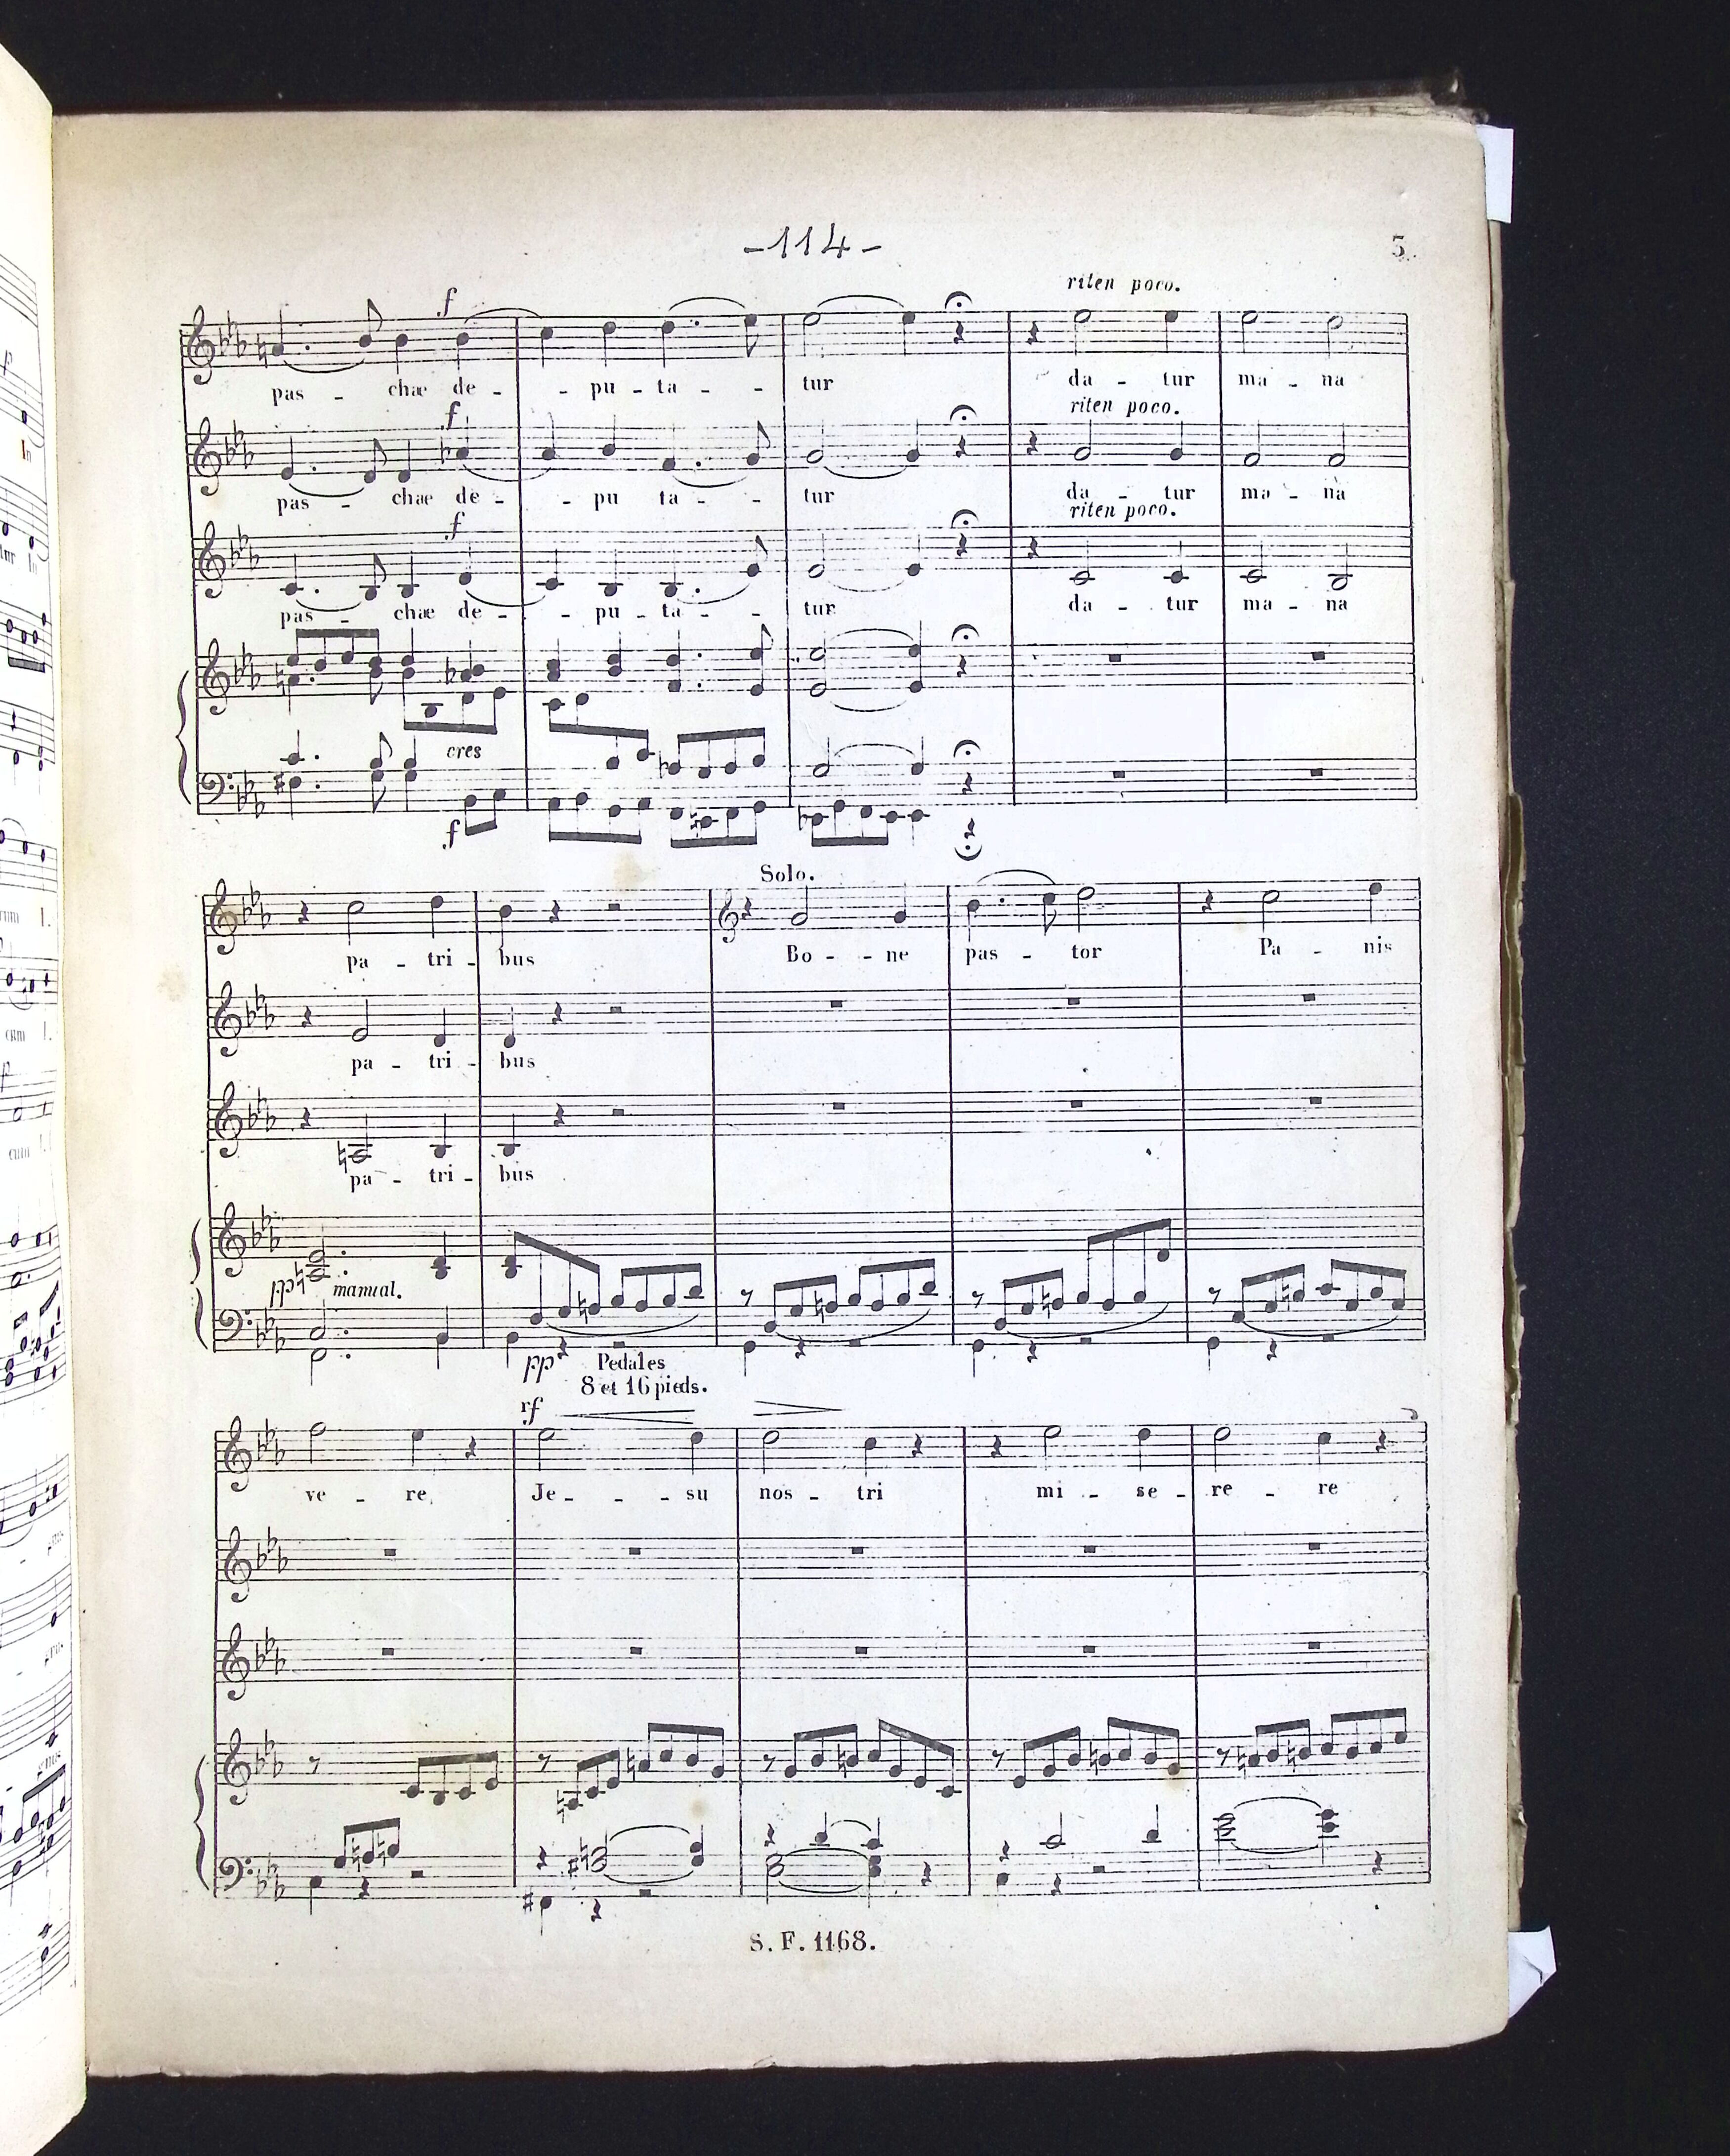 -114-
5
riten poco.
f
pas - chæ de - - pu - ta - - tur da - tur ma - na
f
riten poco.
pas - chae de - - pu ta - - tur da - tur ma - na
f
riten poco.
pas - chæ de - - pu - ta - - tur da - tur ma - na
cres
f
Solo.
pa - tri - bus Bo - - ne pas - tor Pa - nis
pa - tri - bus
pa - tri - bus
pp manual.
pp Pedales
8 et 16 pieds.
rf
ve - re, Je - - - su nos - tri mi - se - re - re
S. F. 1168.